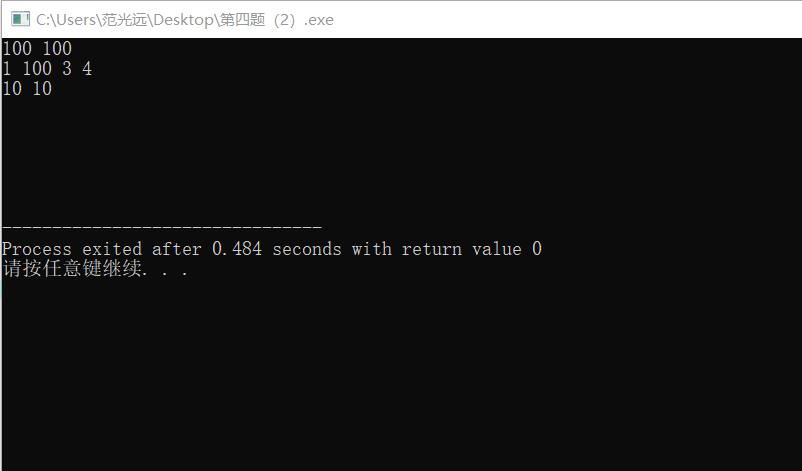 C:\Users\范光远\Desktop\第四题（2）.exe
100 100
1 100 3 4
10 10
--------------------------------
Process exited after 0.484 seconds with return value 0
请按任意键继续. . .